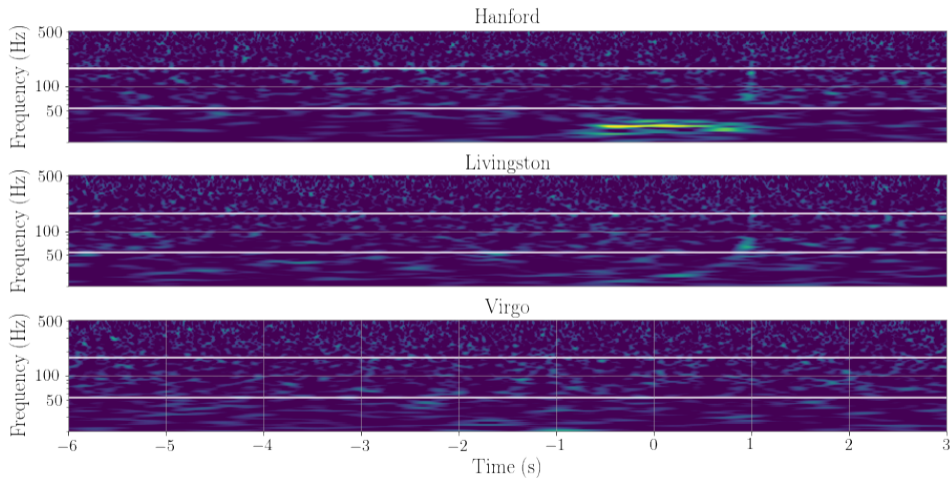 Hanford
500
100
50
Frequency (Hz)
Livingston
500
100
50
Frequency (Hz)
Virgo
500
100
50
Frequency (Hz)
−6 −5 −4 −3 −2 −1 0 1 2 3
Time (s)